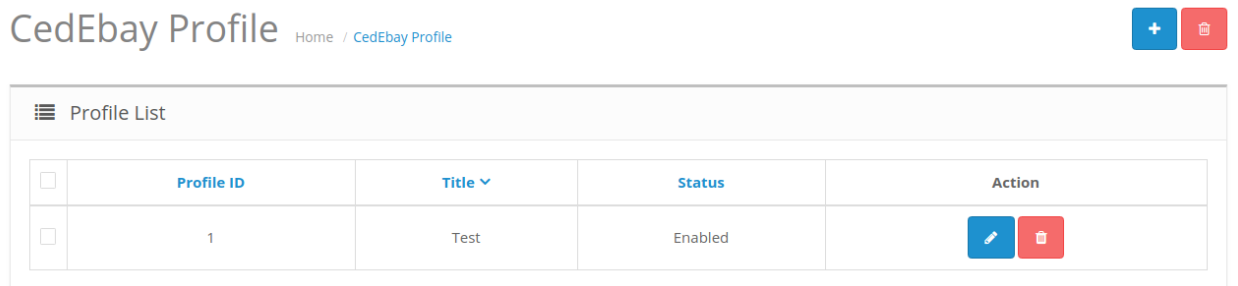 CedEbay Profile Home / CedEbay Profile
Profile List
Profile ID Title Status Action
1 Test Enabled